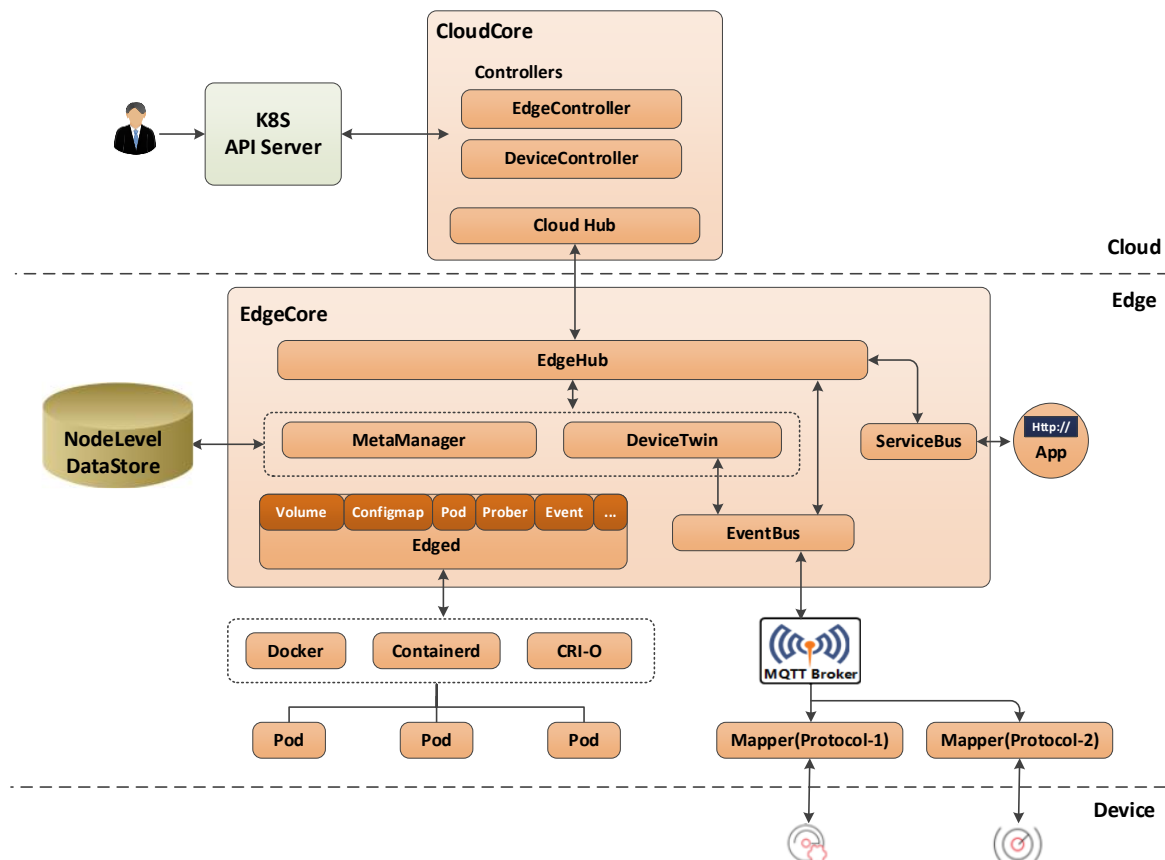 CloudCore
Controllers
EdgeController
DeviceController
Cloud Hub
K8S
API Server
Cloud
Edge
EdgeCore
EdgeHub
NodeLevel
DataStore
MetaManager
DeviceTwin
ServiceBus
Http://
App
Volume
Configmap
Pod
Prober
Event
...
Edged
EventBus
Docker
Containerd
CRI-O
MQTT Broker
Pod
Pod
Pod
Mapper(Protocol-1)
Mapper(Protocol-2)
Device